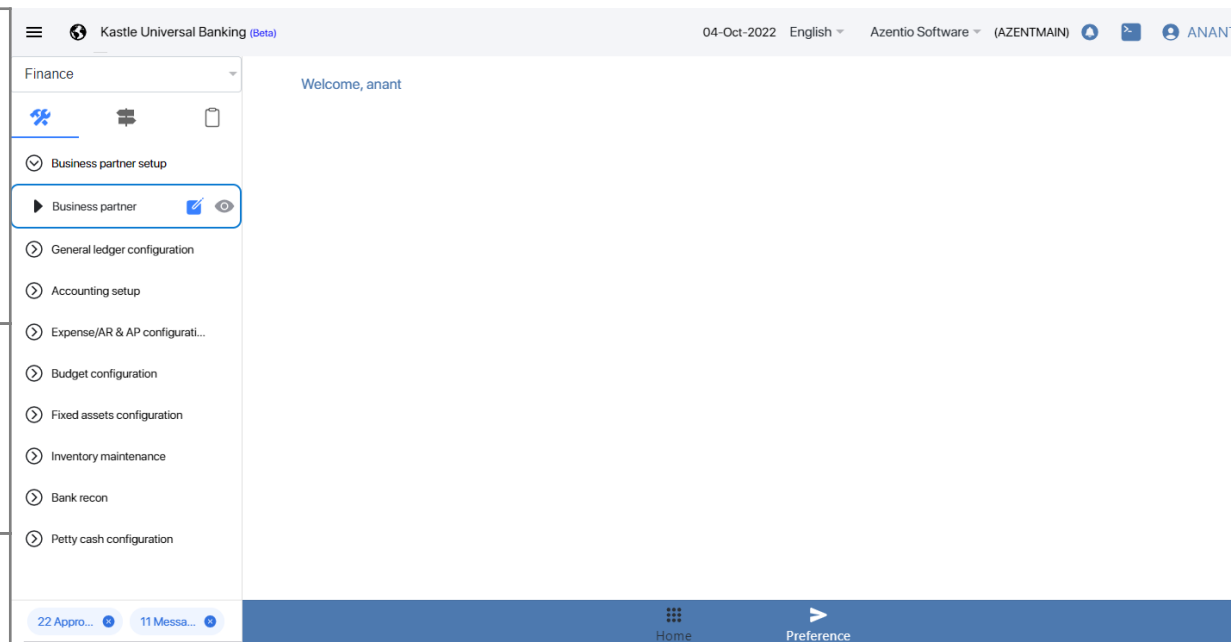 Kastle Universal Banking (Beta)
04-Oct-2022 English Azentio Software (AZENTMAIN) ANANT
Finance
Welcome, anant
Business partner setup
Business partner
General ledger configuration
Accounting setup
Expense/AR & AP configurati...
Budget configuration
Fixed assets configuration
Inventory maintenance
Bank recon
Petty cash configuration
22 Appro... 11 Messa...
Home Preference